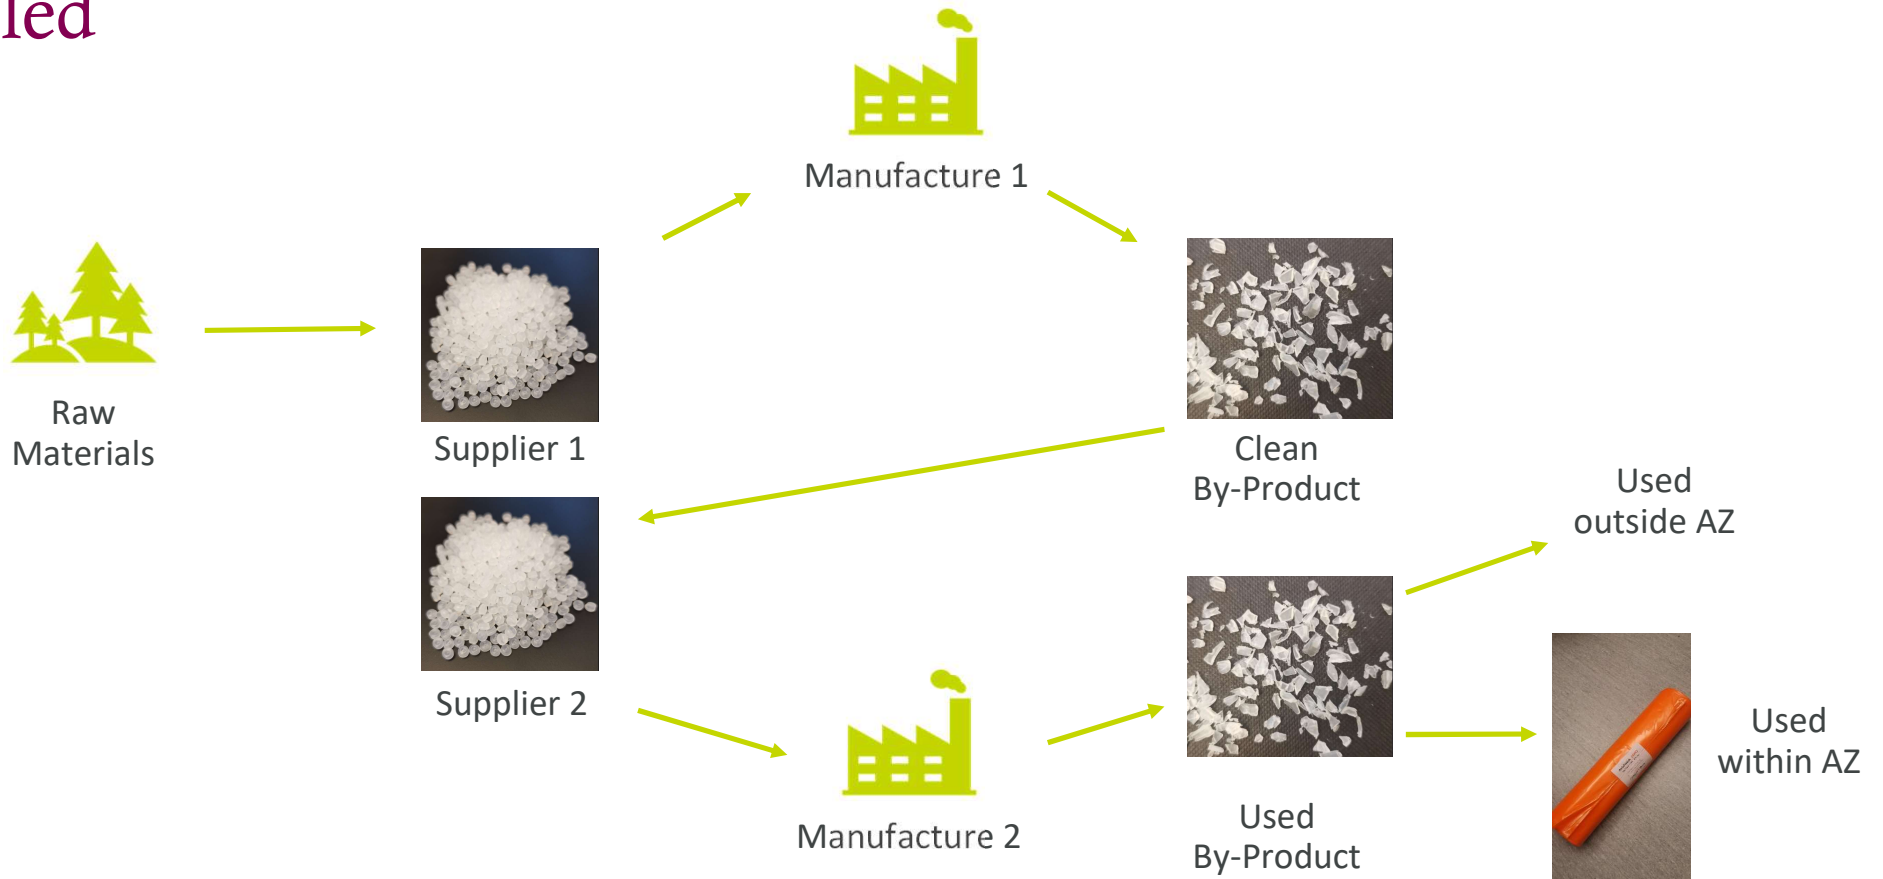 Manufacture 1
Raw
Materials
Supplier 1
Clean
By-Product
Used
outside AZ
Supplier 2
Used
within AZ
Manufacture 2
Used
By-Product